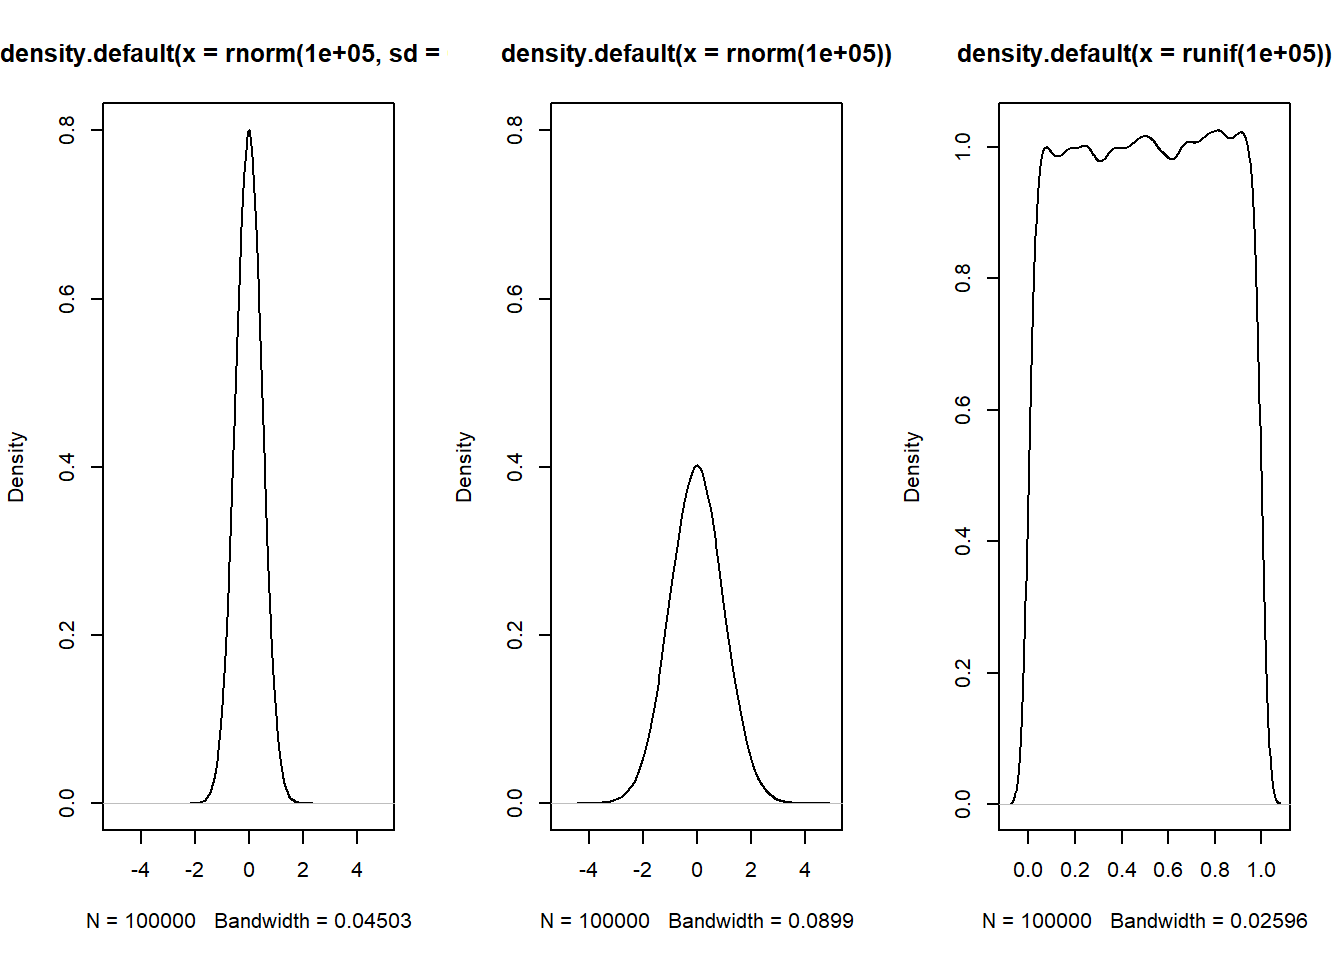 density.default(x = rnorm(1e+05, sd =
Density
0.0 0.2 0.4 0.6 0.8
-4 -2 0 2 4
N = 100000 Bandwidth = 0.04503
density.default(x = rnorm(1e+05))
Density
0.0 0.2 0.4 0.6 0.8
-4 -2 0 2 4
N = 100000 Bandwidth = 0.0899
density.default(x = runif(1e+05))
Density
0.0 0.2 0.4 0.6 0.8 1.0
0.0 0.2 0.4 0.6 0.8 1.0
N = 100000 Bandwidth = 0.02596